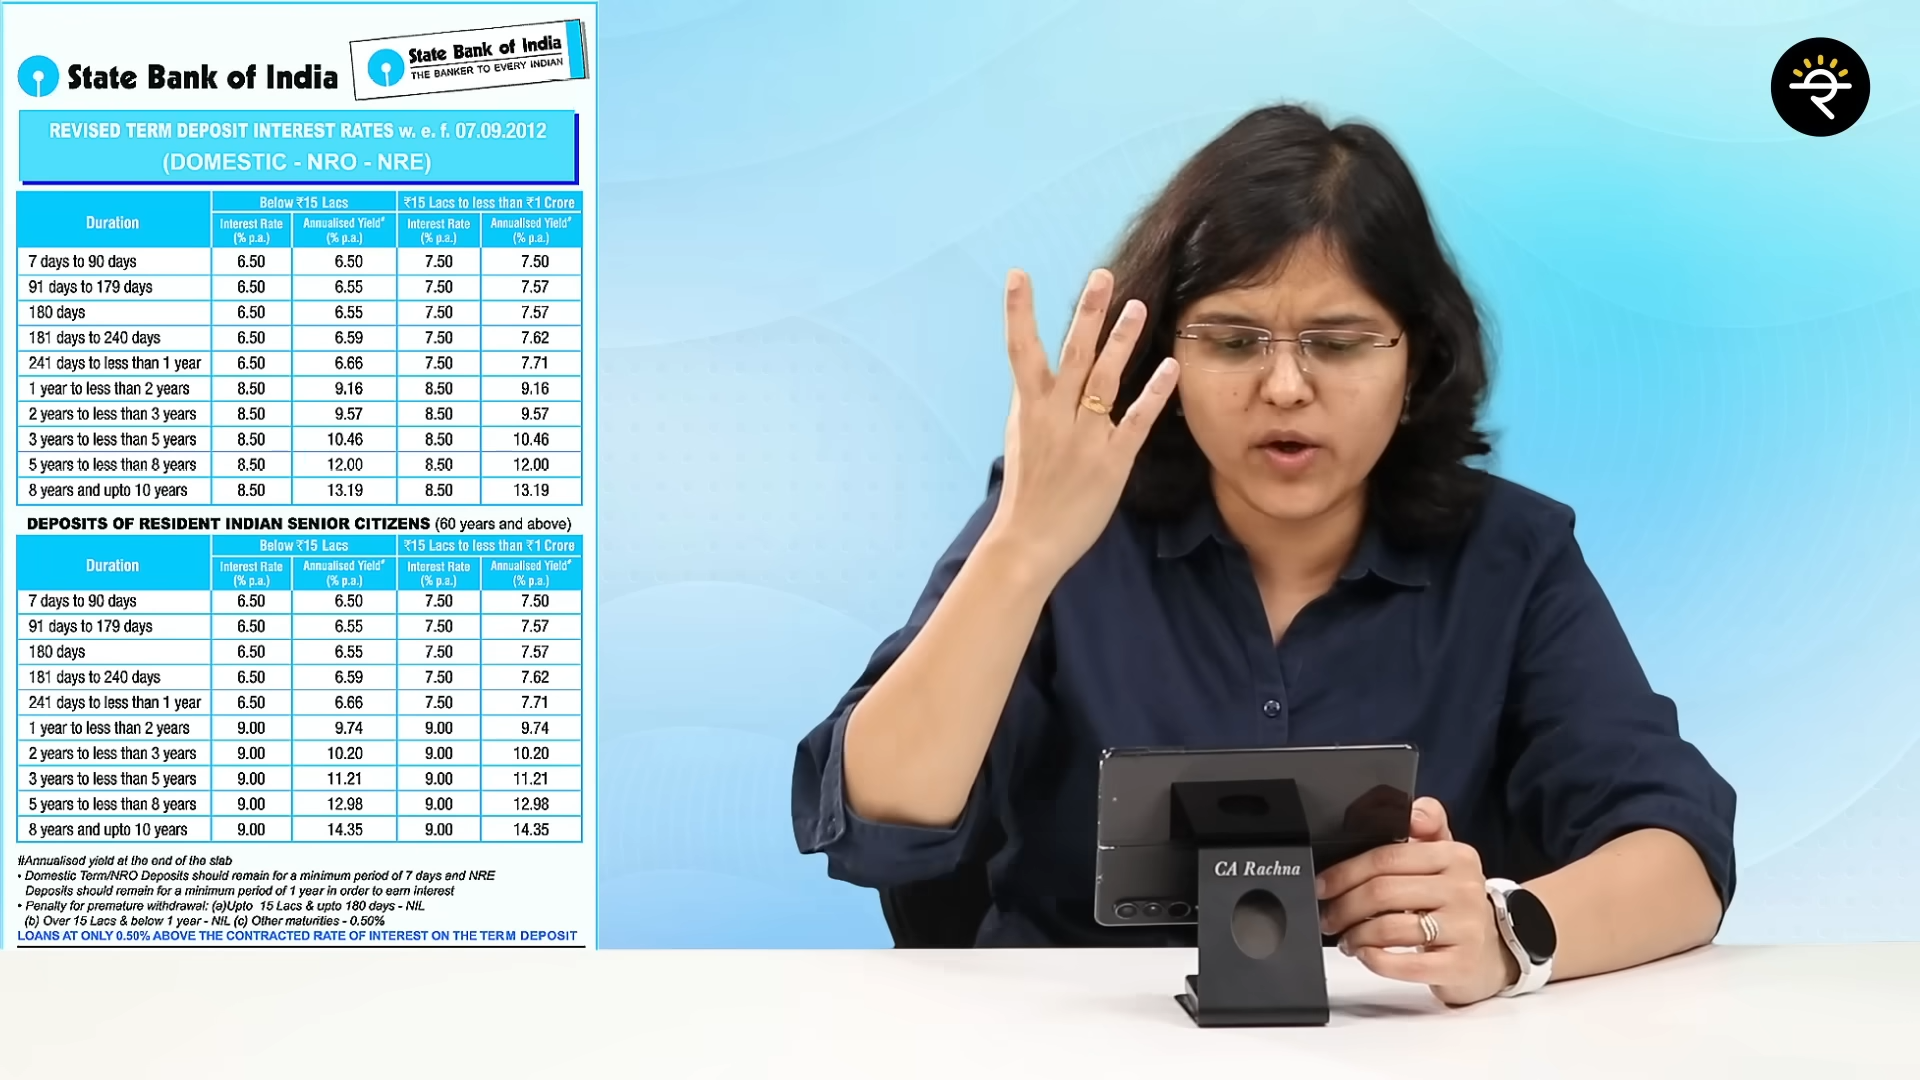 State Bank of India
State Bank of India
THE BANKER TO EVERY INDIAN
REVISED TERM DEPOSIT INTEREST RATES w. e. f. 07.09.2012
(DOMESTIC - NRO - NRE)
Duration Below ₹15 Lacs ₹15 Lacs to less than ₹1 Crore
Interest Rate (% p.a.) Annualised Yield# (% p.a.) Interest Rate (% p.a.) Annualised Yield# (% p.a.)
7 days to 90 days 6.50 6.50 7.50 7.50
91 days to 179 days 6.50 6.55 7.50 7.57
180 days 6.50 6.55 7.50 7.57
181 days to 240 days 6.50 6.59 7.50 7.62
241 days to less than 1 year 6.50 6.66 7.50 7.71
1 year to less than 2 years 8.50 9.16 8.50 9.16
2 years to less than 3 years 8.50 9.57 8.50 9.57
3 years to less than 5 years 8.50 10.46 8.50 10.46
5 years to less than 8 years 8.50 12.00 8.50 12.00
8 years and upto 10 years 8.50 13.19 8.50 13.19
DEPOSITS OF RESIDENT INDIAN SENIOR CITIZENS (60 years and above)
Duration Below ₹15 Lacs ₹15 Lacs to less than ₹1 Crore
Interest Rate (% p.a.) Annualised Yield# (% p.a.) Interest Rate (% p.a.) Annualised Yield# (% p.a.)
7 days to 90 days 6.50 6.50 7.50 7.50
91 days to 179 days 6.50 6.55 7.50 7.57
180 days 6.50 6.55 7.50 7.57
181 days to 240 days 6.50 6.59 7.50 7.62
241 days to less than 1 year 6.50 6.66 7.50 7.71
1 year to less than 2 years 9.00 9.74 9.00 9.74
2 years to less than 3 years 9.00 10.20 9.00 10.20
3 years to less than 5 years 9.00 11.21 9.00 11.21
5 years to less than 8 years 9.00 12.98 9.00 12.98
8 years and upto 10 years 9.00 14.35 9.00 14.35
#Annualised yield at the end of the slab
• Domestic Term/NRO Deposits should remain for a minimum period of 7 days and NRE
Deposits should remain for a minimum period of 1 year in order to earn interest
• Penalty for premature withdrawal: (a)Upto 15 Lacs & upto 180 days - NIL
(b) Over 15 Lacs & below 1 year - NIL (c) Other maturities - 0.50%
LOANS AT ONLY 0.50% ABOVE THE CONTRACTED RATE OF INTEREST ON THE TERM DEPOSIT
CA Rachna